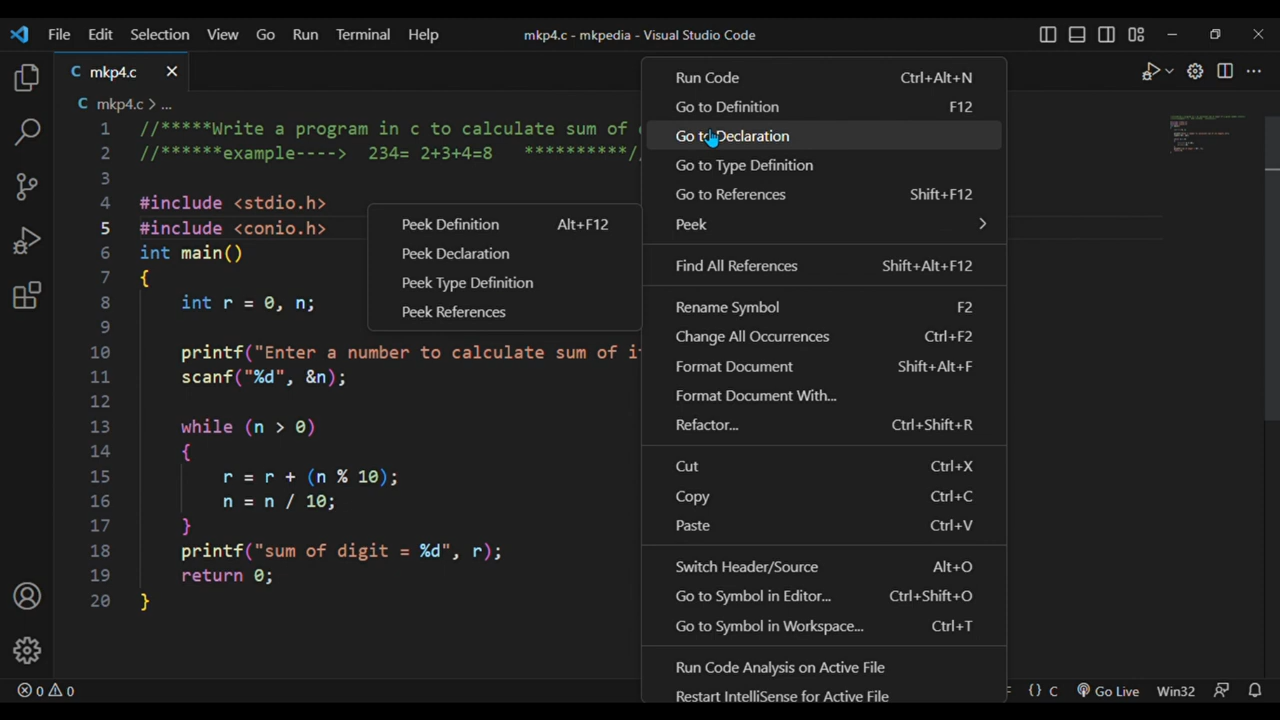 File Edit Selection View Go Run Terminal Help mkp4.c - mkpedia - Visual Studio Code
C mkp4.c
C mkp4.c > ...
1 //*****Write a program in c to calculate sum of
2 //******example----> 234= 2+3+4=8 **********/
3
4 #include <stdio.h>
5 #include <conio.h>
6 int main()
7 {
8 int r = 0, n;
9
10 printf("Enter a number to calculate sum of
11 scanf("%d", &n);
12
13 while (n > 0)
14 {
15 r = r + (n % 10);
16 n = n / 10;
17 }
18 printf("sum of digit = %d", r);
19 return 0;
20 }
Peek Definition Alt+F12
Peek Declaration
Peek Type Definition
Peek References
Run Code Ctrl+Alt+N
Go to Definition F12
Go to Declaration
Go to Type Definition
Go to References Shift+F12
Peek >
Find All References Shift+Alt+F12
Rename Symbol F2
Change All Occurrences Ctrl+F2
Format Document Shift+Alt+F
Format Document With...
Refactor... Ctrl+Shift+R
Cut Ctrl+X
Copy Ctrl+C
Paste Ctrl+V
Switch Header/Source Alt+O
Go to Symbol in Editor... Ctrl+Shift+O
Go to Symbol in Workspace... Ctrl+T
Run Code Analysis on Active File
Restart IntelliSense for Active File
0 0 {} C Go Live Win32